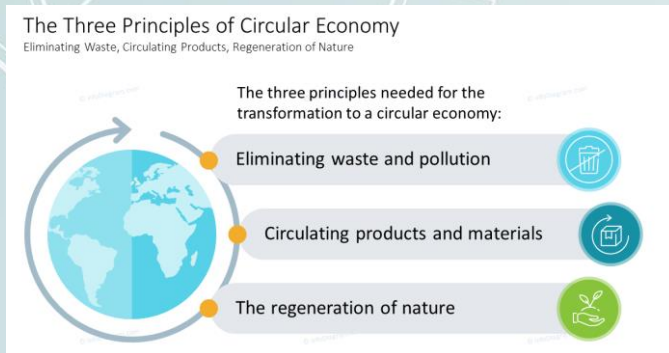 The Three Principles of Circular Economy
Eliminating Waste, Circulating Products, Regeneration of Nature
The three principles needed for the
transformation to a circular economy:
Eliminating waste and pollution
Circulating products and materials
The regeneration of nature